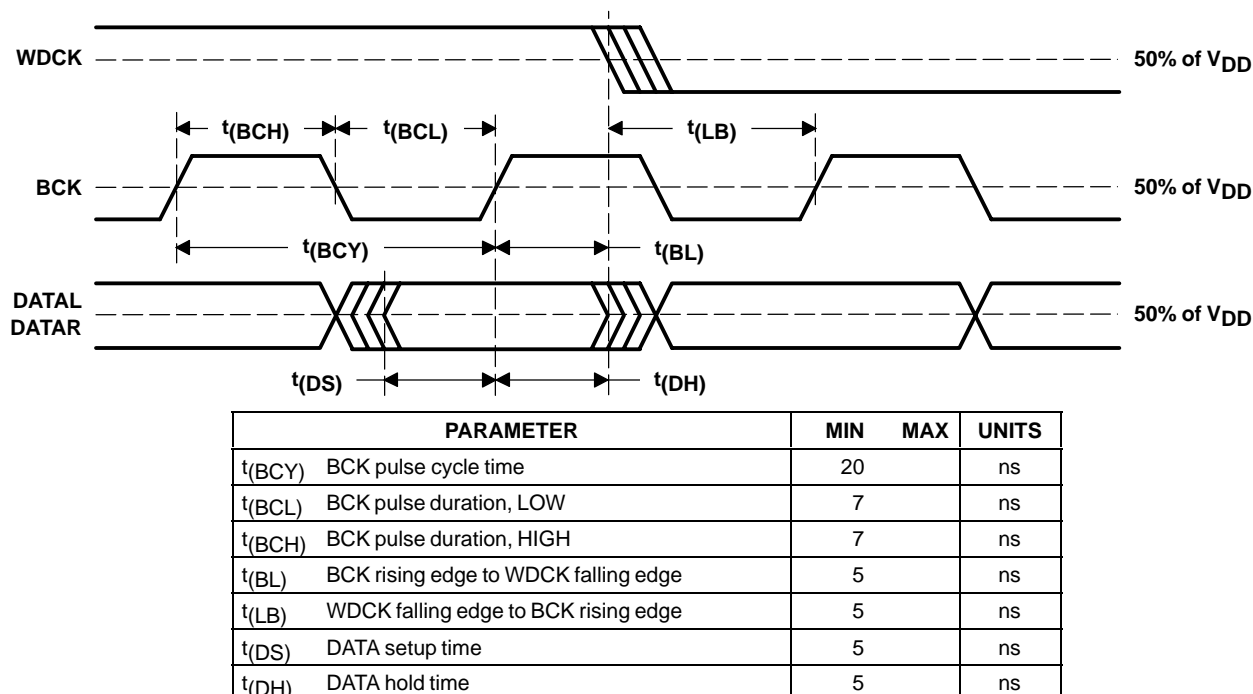 WDCK
50% of VDD
t(BCH)
t(BCL)
t(LB)
BCK
50% of VDD
t(BCY)
t(BL)
DATAL
DATAR
50% of VDD
t(DS)
t(DH)
PARAMETER MIN MAX UNITS
t(BCY) BCK pulse cycle time 20 ns
t(BCL) BCK pulse duration, LOW 7 ns
t(BCH) BCK pulse duration, HIGH 7 ns
t(BL) BCK rising edge to WDCK falling edge 5 ns
t(LB) WDCK falling edge to BCK rising edge 5 ns
t(DS) DATA setup time 5 ns
t(DH) DATA hold time 5 ns